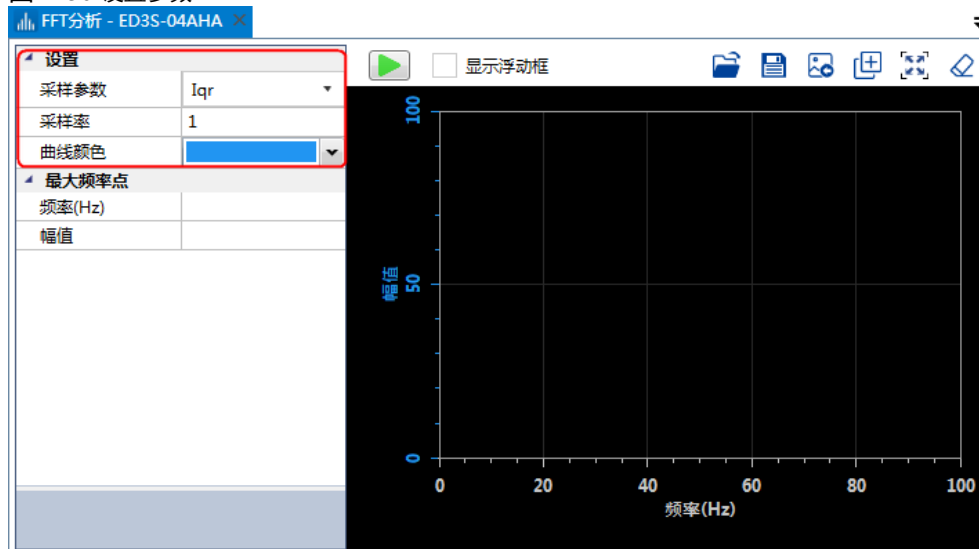 FFT分析 - ED3S-04AHA
设置
采样参数 Iqr
采样率 1
曲线颜色
最大频率点
频率(Hz)
幅值
显示浮动框
100
50
0
幅值
0 20 40 60 80 100
频率(Hz)